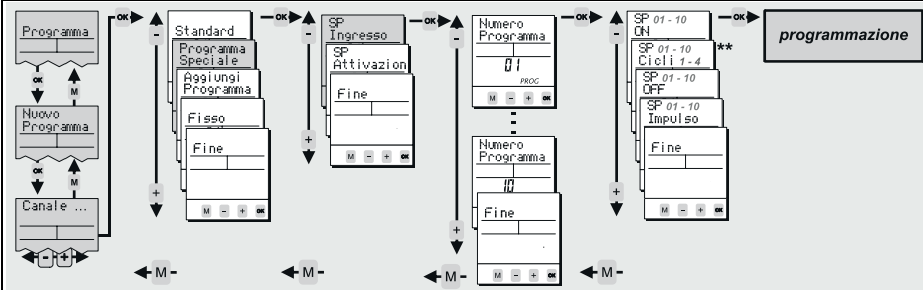 Programma
OK
M
Nuovo
Programma
OK
M
Canale ...
- +
OK
-
+
Standard
Programma
Speciale
Aggiungi
Programma
Fisso
Fine
M - + OK
M
OK
-
+
SP
Ingresso
SP
Attivazion
Fine
M - + OK
M
OK
-
+
Numero
Programma
01
PROG
M - + OK
Numero
Programma
10
Fine
M - + OK
M
OK
-
+
SP 01 - 10
ON
SP 01 - 10
Cicli 1 - 4
**
SP 01 - 10
OFF
SP 01 - 10
Impulso
Fine
M - + OK
M
OK
programmazione